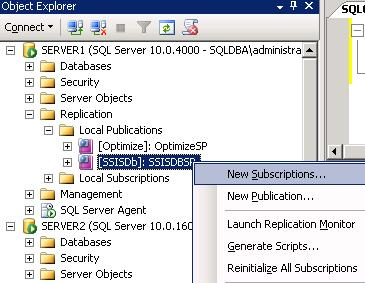 Object Explorer
SQLQ
Connect
SERVER1 (SQL Server 10.0.4000 - SQLDBA\administra
Databases
Security
Server Objects
Replication
Local Publications
[Optimize]: OptimizeSP
[SSISDb]: SSISDBSP
Local Subscriptions
Management
SQL Server Agent
SERVER2 (SQL Server 10.0.160
Databases
Security
Server Objects
New Subscriptions...
New Publication...
Launch Replication Monitor
Generate Scripts...
Reinitialize All Subscriptions